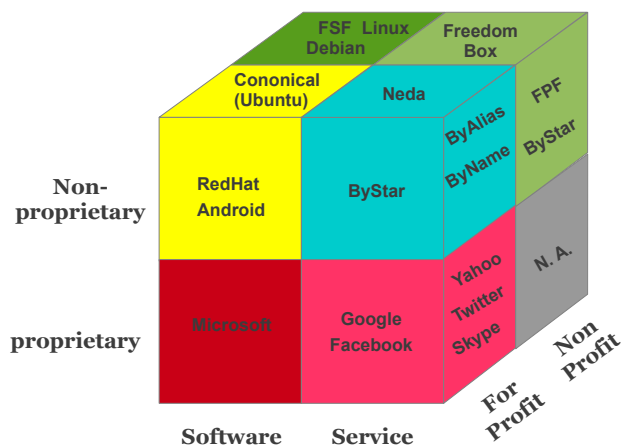 FSF Linux
Debian
Freedom
Box
Cononical
(Ubuntu)
Neda
ByAlias
ByName
FPF
ByStar
Non-
proprietary
RedHat
Android
ByStar
proprietary
Microsoft
Google
Facebook
Yahoo
Twitter
Skype
N. A.
Software
Service
For
Profit
Non
Profit